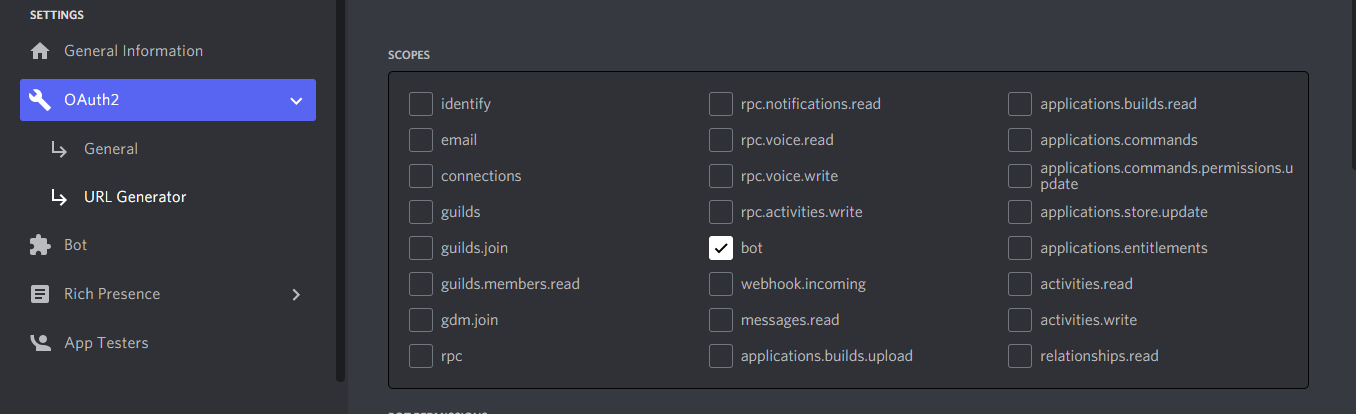 SETTINGS
General Information
OAuth2
General
URL Generator
Bot
Rich Presence
App Testers
SCOPES
identify
email
connections
guilds
guilds.join
guilds.members.read
gdm.join
rpc
rpc.notifications.read
rpc.voice.read
rpc.voice.write
rpc.activities.write
bot
webhook.incoming
messages.read
applications.builds.upload
applications.builds.read
applications.commands
applications.commands.permissions.u
pdate
applications.store.update
applications.entitlements
activities.read
activities.write
relationships.read
BOT PERMISSIONS